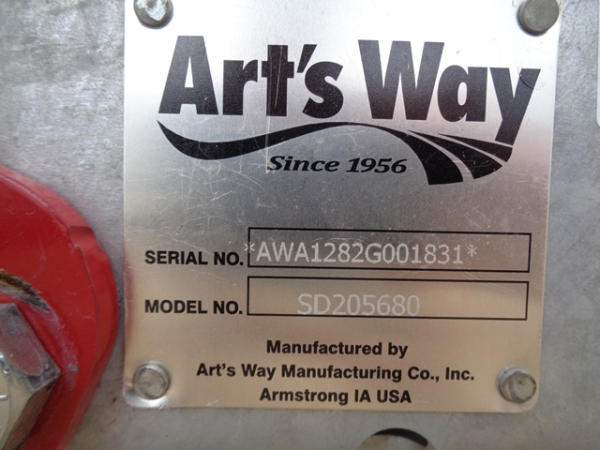 Art's Way
Since 1956
SERIAL NO. *AWA1282G001831*
MODEL NO. SD205680
Manufactured by
Art's Way Manufacturing Co., Inc.
Armstrong IA USA